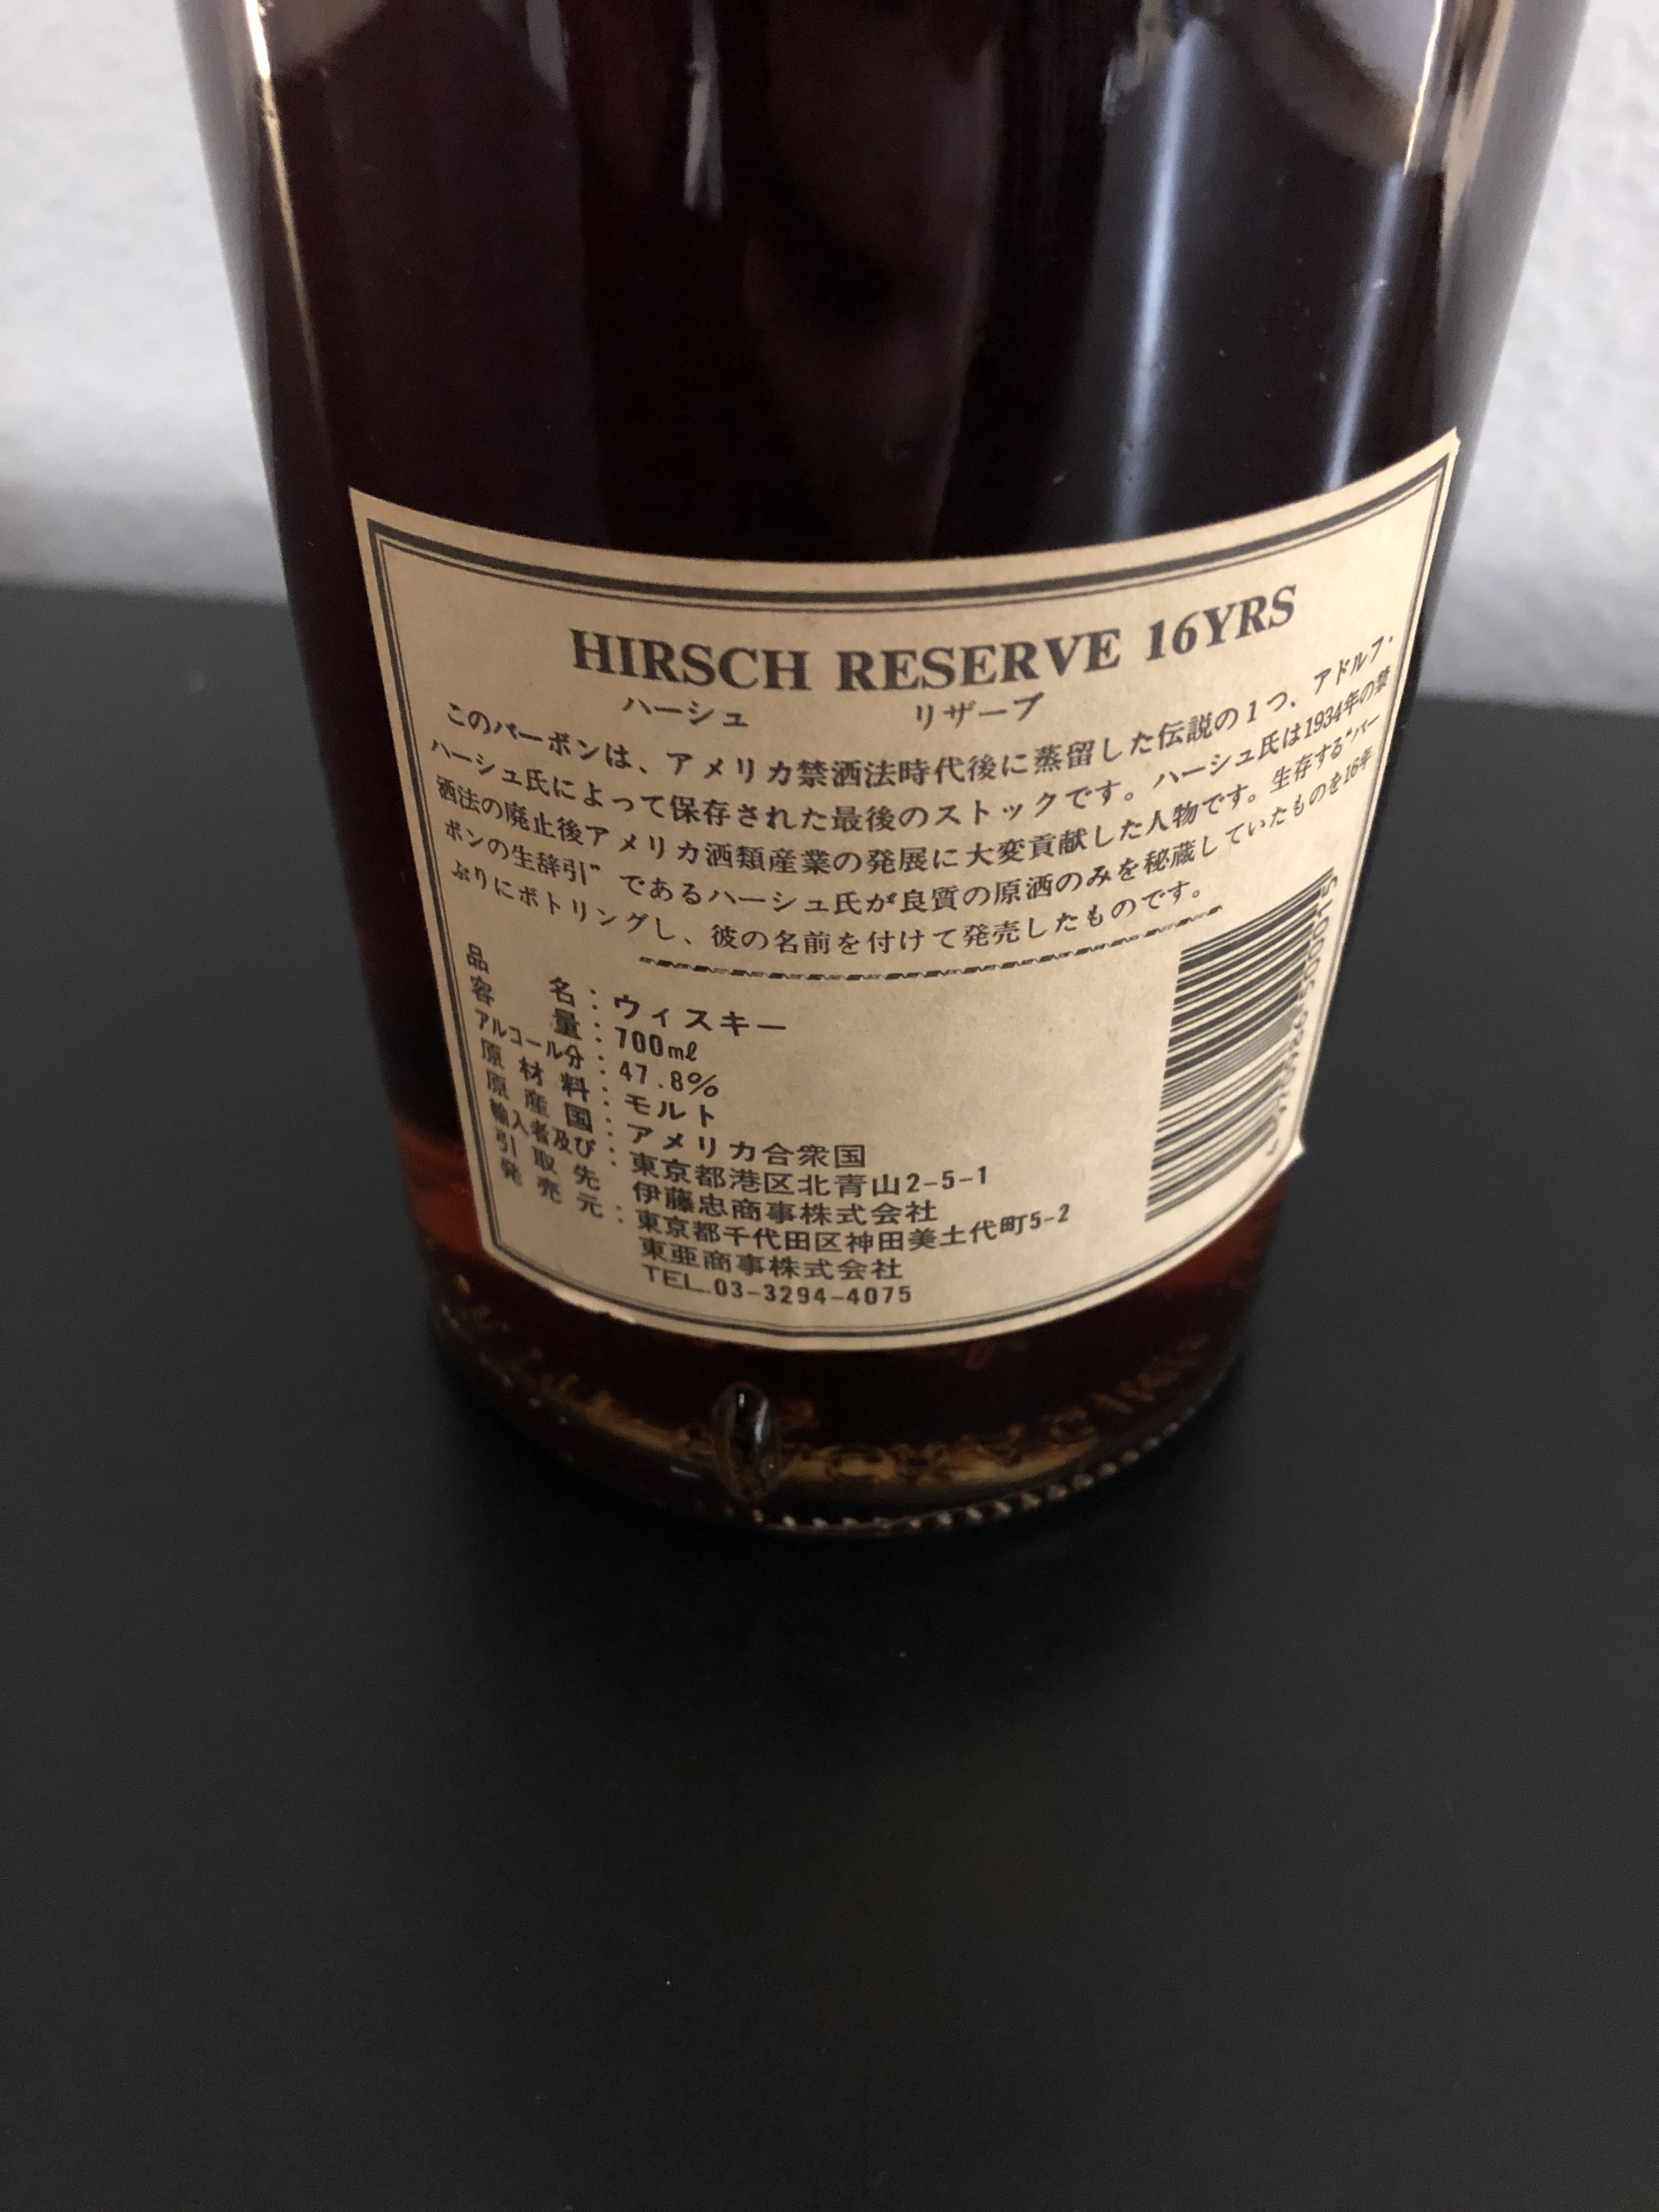 HIRSCH RESERVE 16YRS
ハーシュ リザーブ
このバーボンは、アメリカ禁酒法時代後に蒸留した伝説の1つ、アドルフ・
ハーシュ氏によって保存された最後のストックです。ハーシュ氏は1934年の禁
酒法の廃止後アメリカ酒類産業の発展に大変貢献した人物です。生存する"バー
ボンの生辞引" であるハーシュ氏が良質の原酒のみを秘蔵していたものを16年
ぶりにボトリングし、彼の名前を付けて発売したものです。
品名:ウィスキー
容量:700mℓ
アルコール分:47.8%
原材料:モルト
原産国:アメリカ合衆国
輸入者及び:東京都港区北青山2-5-1
引取先 伊藤忠商事株式会社
発売元:東京都千代田区神田美土代町5-2
東亜商事株式会社
TEL.03-3294-4075